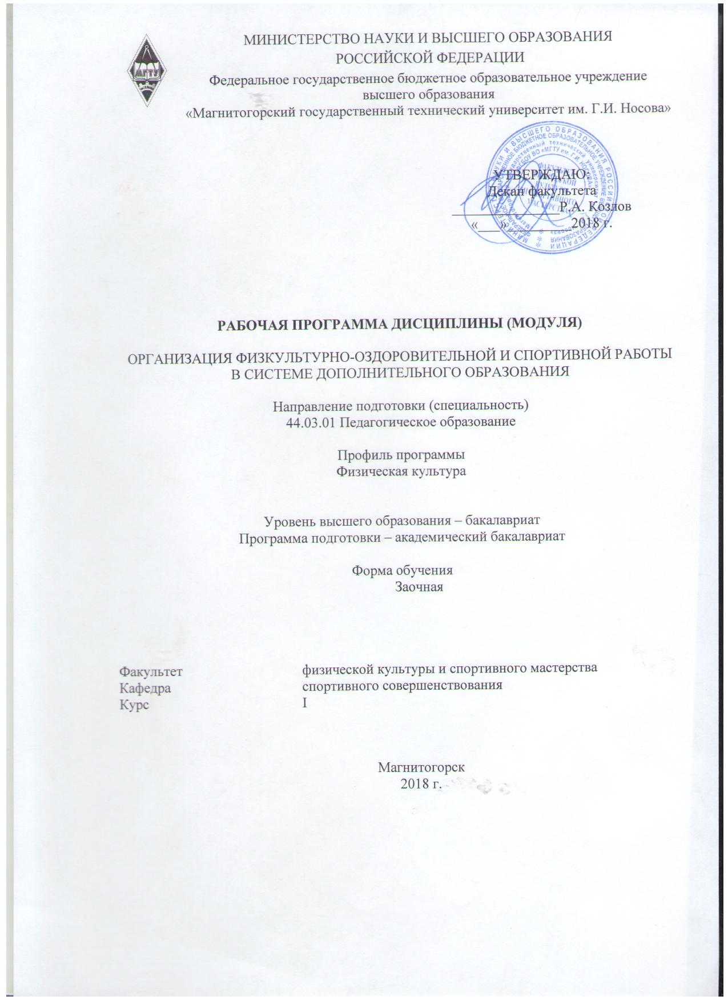 МИНИСТЕРСТВО НАУКИ И ВЫСШЕГО ОБРАЗОВАНИЯ
РОССИЙСКОЙ ФЕДЕРАЦИИ
Федеральное государственное бюджетное образовательное учреждение
высшего образования
«Магнитогорский государственный технический университет им. Г.И. Носова»
МГТУ
УТВЕРЖДАЮ:
Декан факультета
_______________Р.А. Козлов
«___»_________2018 г.
РАБОЧАЯ ПРОГРАММА ДИСЦИПЛИНЫ (МОДУЛЯ)
ОРГАНИЗАЦИЯ ФИЗКУЛЬТУРНО-ОЗДОРОВИТЕЛЬНОЙ И СПОРТИВНОЙ РАБОТЫ
В СИСТЕМЕ ДОПОЛНИТЕЛЬНОГО ОБРАЗОВАНИЯ
Направление подготовки (специальность)
44.03.01 Педагогическое образование
Профиль программы
Физическая культура
Уровень высшего образования – бакалавриат
Программа подготовки – академический бакалавриат
Форма обучения
Заочная
Факультет физической культуры и спортивного мастерства
Кафедра спортивного совершенствования
Курс I
Магнитогорск
2018 г.